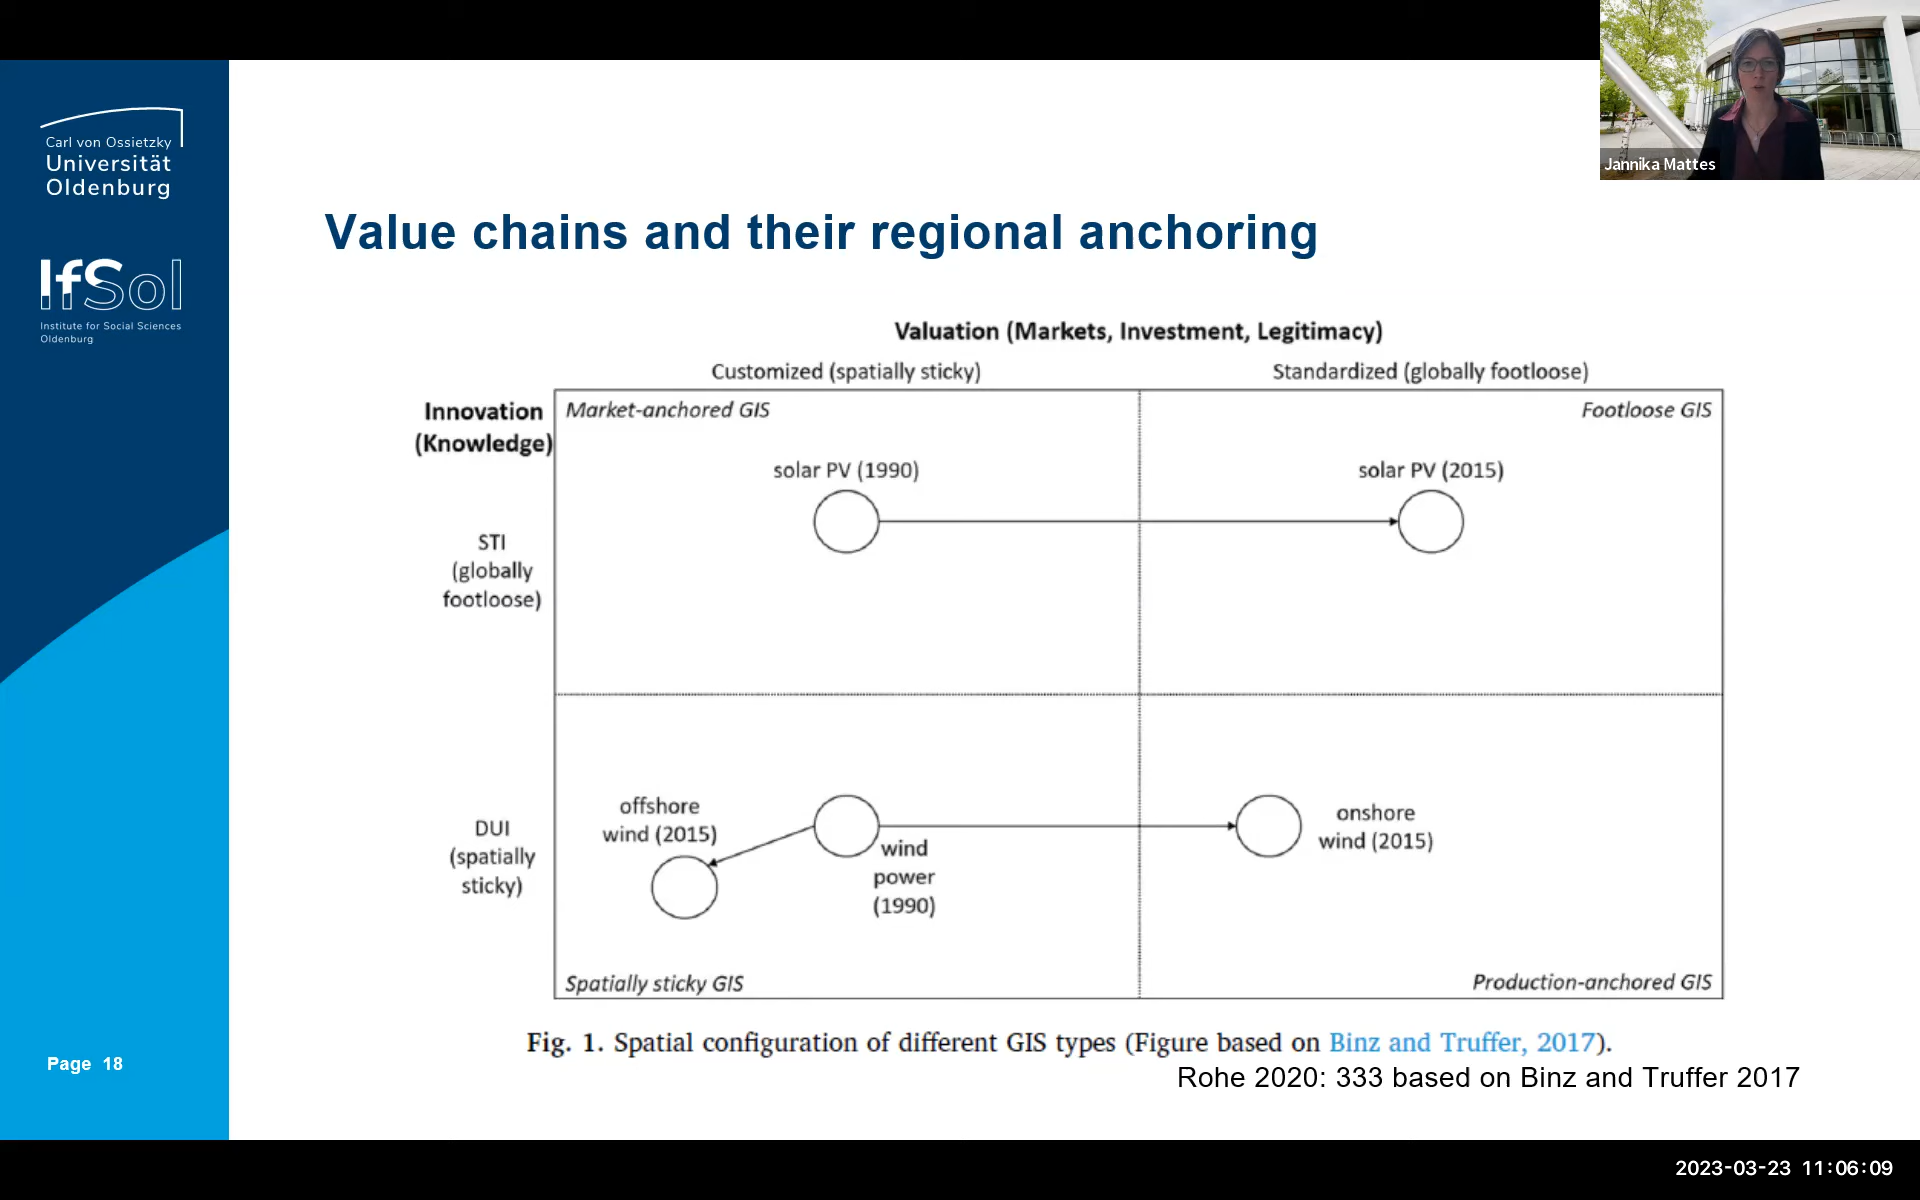 Jannika Mattes
Carl von Ossietzky
Universität
Oldenburg
IfSol
Institute for Social Sciences
Oldenburg
Value chains and their regional anchoring
Valuation (Markets, Investment, Legitimacy)
Customized (spatially sticky)
Standardized (globally footloose)
Innovation
(Knowledge)
Market-anchored GIS
Footloose GIS
solar PV (1990)
solar PV (2015)
STI
(globally
footloose)
DUI
(spatially
sticky)
offshore
wind (2015)
wind
power
(1990)
onshore
wind (2015)
Spatially sticky GIS
Production-anchored GIS
Fig. 1. Spatial configuration of different GIS types (Figure based on Binz and Truffer, 2017).
Rohe 2020: 333 based on Binz and Truffer 2017
Page 18
2023-03-23 11:06:09